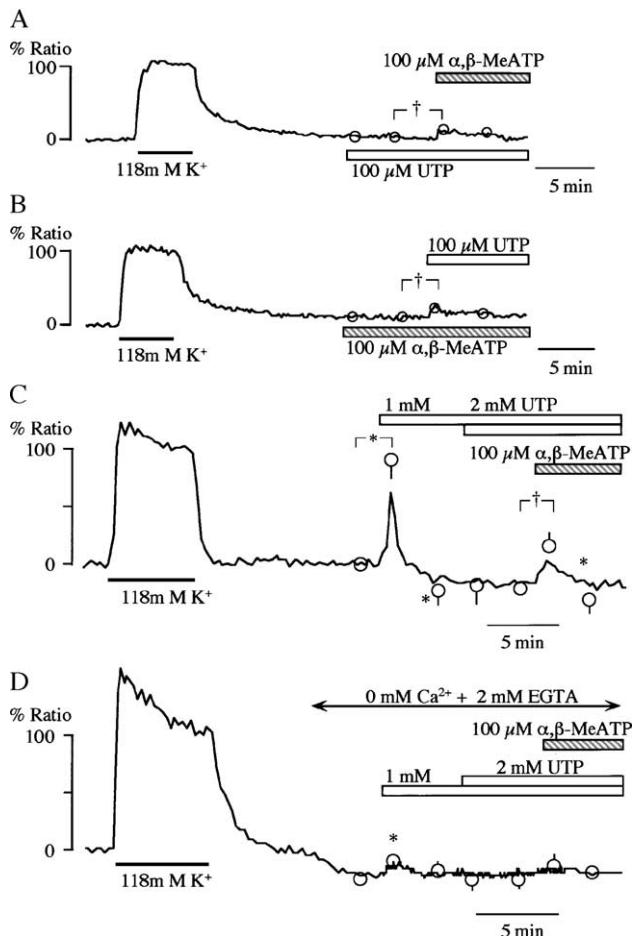 A
% Ratio
100
0
118m M K⁺
†
100 µM α,β-MeATP
100 µM UTP
5 min
B
% Ratio
100
0
118m M K⁺
†
100 µM UTP
100 µM α,β-MeATP
5 min
C
% Ratio
100
0
118m M K⁺
*
*
1 mM 2 mM UTP
100 µM α,β-MeATP
†
*
5 min
D
% Ratio
100
0
118m M K⁺
0 mM Ca²⁺ + 2 mM EGTA
100 µM α,β-MeATP
1 mM 2 mM UTP
*
5 min